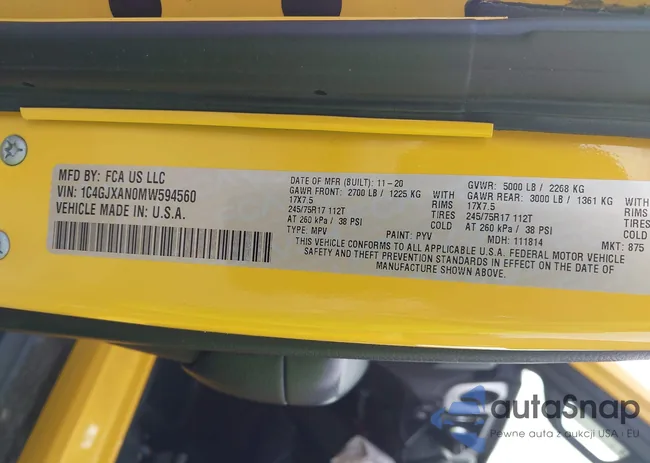 MFD BY: FCA US LLC
VIN: 1C4GJXAN0MW594560
VEHICLE MADE IN: U.S.A.
DATE OF MFR (BUILT): 11-20
GAWR FRONT: 2700 LB / 1225 KG WITH
17X7.5 RIMS
245/75R17 112T TIRES
AT 260 kPa / 38 PSI COLD
GVWR: 5000 LB / 2268 KG
GAWR REAR: 3000 LB / 1361 KG WITH
17X7.5 RIMS
245/75R17 112T TIRES
AT 260 kPa / 38 PSI COLD
TYPE: MPV PAINT: PYV MDH: 111814 MKT: 875
THIS VEHICLE CONFORMS TO ALL APPLICABLE U.S.A. FEDERAL MOTOR VEHICLE
SAFETY AND THEFT PREVENTION STANDARDS IN EFFECT ON THE DATE OF
MANUFACTURE SHOWN ABOVE.
autaSnap
Pewne auta z aukcji USA i EU